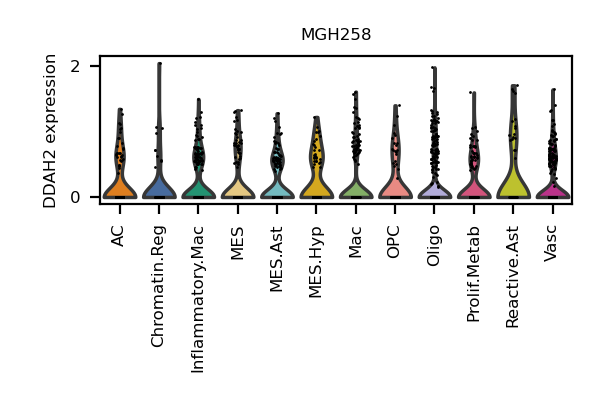 MGH258
DDAH2 expression
2
0
AC
Chromatin.Reg
Inflammatory.Mac
MES
MES.Ast
MES.Hyp
Mac
OPC
Oligo
Prolif.Metab
Reactive.Ast
Vasc